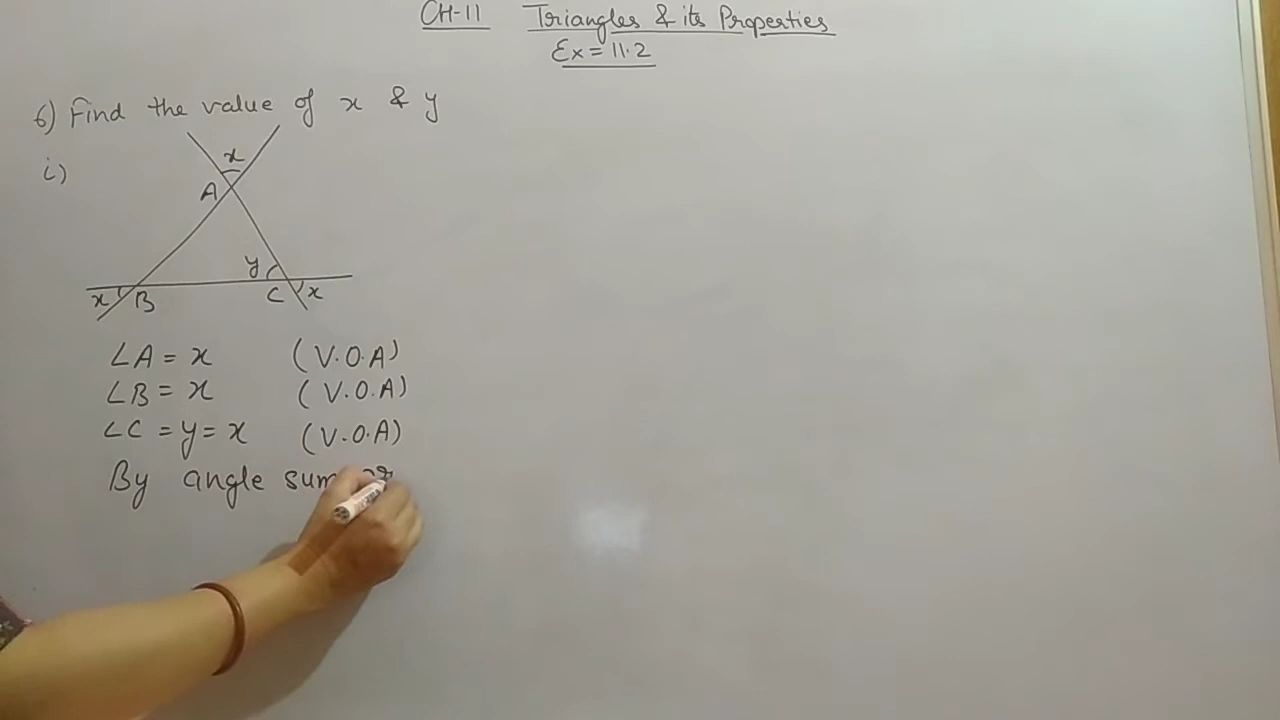 CH-11 Triangles & its Properties
Ex = 11.2
6) Find the value of x & y
i)
x
A
y
x B C x
∠A = x (V.O.A)
∠B = x (V.O.A)
∠C = y = x (V.O.A)
By angle sum